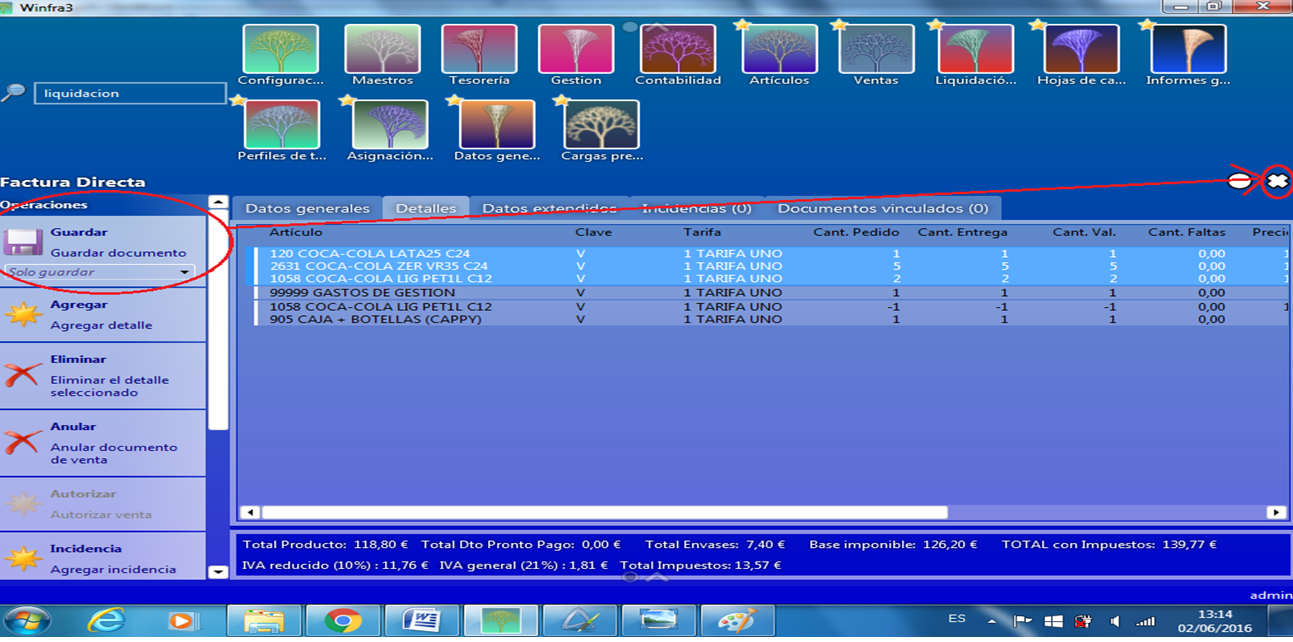 Winfra3
liquidacion
Configurac... Maestros Tesorería Gestion Contabilidad Artículos Ventas Liquidació... Hojas de ca... Informes g...
Perfiles de t... Asignación... Datos gene... Cargas pre...
Factura Directa
Operaciones
Guardar
Guardar documento
Solo guardar
Agregar
Agregar detalle
Eliminar
Eliminar el detalle
seleccionado
Anular
Anular documento
de venta
Autorizar
Autorizar venta
Incidencia
Agregar incidencia
Datos generales Detalles Datos extendidos Incidencias (0) Documentos vinculados (0)
Artículo Clave Tarifa Cant. Pedido Cant. Entrega Cant. Val. Cant. Faltas Preci
120 COCA-COLA LATA25 C24 V 1 TARIFA UNO 1 1 1 0,00 1
2631 COCA-COLA ZER VR35 C24 V 1 TARIFA UNO 5 5 5 0,00 1
1058 COCA-COLA LIG PET1L C12 V 1 TARIFA UNO 2 2 2 0,00 1
99999 GASTOS DE GESTION V 1 TARIFA UNO 1 1 1 0,00
1058 COCA-COLA LIG PET1L C12 V 1 TARIFA UNO -1 -1 -1 0,00 1
905 CAJA + BOTELLAS (CAPPY) V 1 TARIFA UNO 1 1 1 0,00
Total Producto: 118,80 € Total Dto Pronto Pago: 0,00 € Total Envases: 7,40 € Base imponible: 126,20 € TOTAL con Impuestos: 139,77 €
IVA reducido (10%) : 11,76 € IVA general (21%) : 1,81 € Total Impuestos: 13,57 €
admin
ES 13:14
02/06/2016